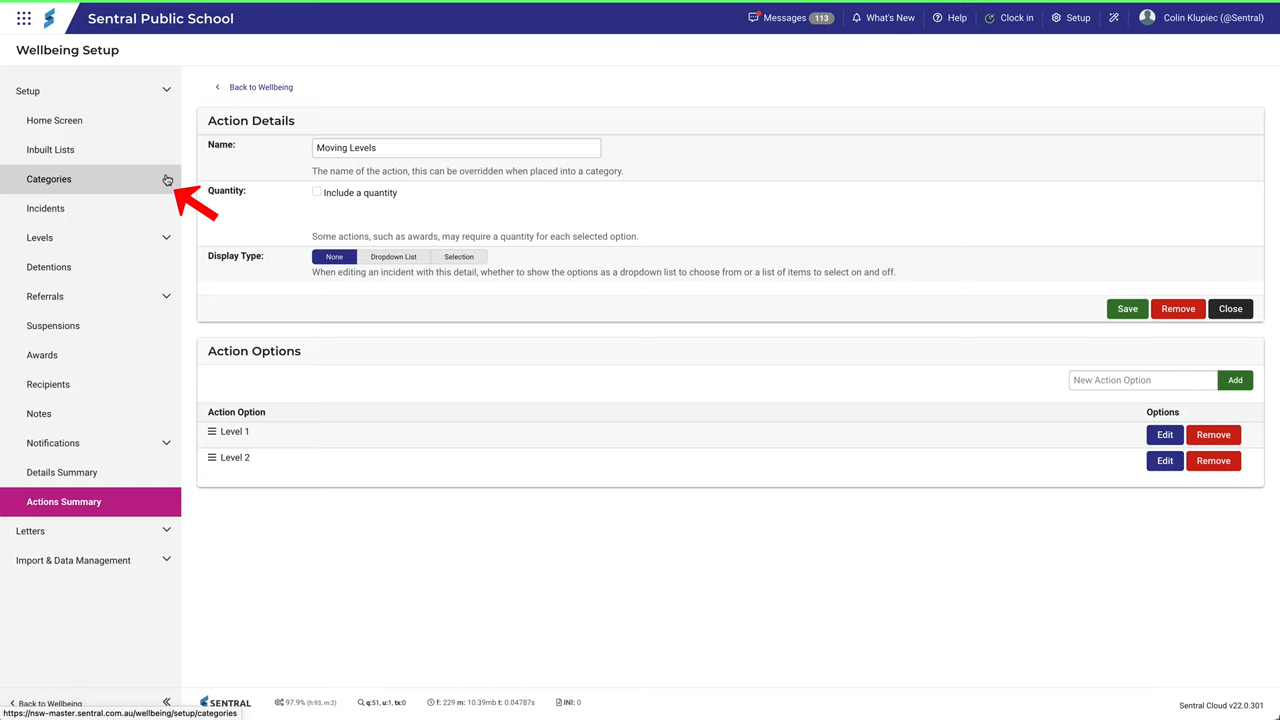 Sentral Public School
Messages 113
What's New
Help
Clock in
Setup
Colin Klupiec (@Sentral)
Wellbeing Setup
Setup
Home Screen
Inbuilt Lists
Categories
Incidents
Levels
Detentions
Referrals
Suspensions
Awards
Recipients
Notes
Notifications
Details Summary
Actions Summary
Letters
Import & Data Management
Back to Wellbeing
https://nsw-master.sentral.com.au/wellbeing/setup/categories
Back to Wellbeing
Action Details
Name:
Moving Levels
The name of the action, this can be overridden when placed into a category.
Quantity:
Include a quantity
Some actions, such as awards, may require a quantity for each selected option.
Display Type:
None
Dropdown List
Selection
When editing an incident with this detail, whether to show the options as a dropdown list to choose from or a list of items to select on and off.
Save
Remove
Close
Action Options
New Action Option
Add
Action Option
Options
Level 1
Edit
Remove
Level 2
Edit
Remove
SENTRAL
97.9% (h:93, m:2)
q:51, u:1, tx:0
f: 229 m: 10.39mb t: 0.04787s
INI: 0
Sentral Cloud v22.0.301